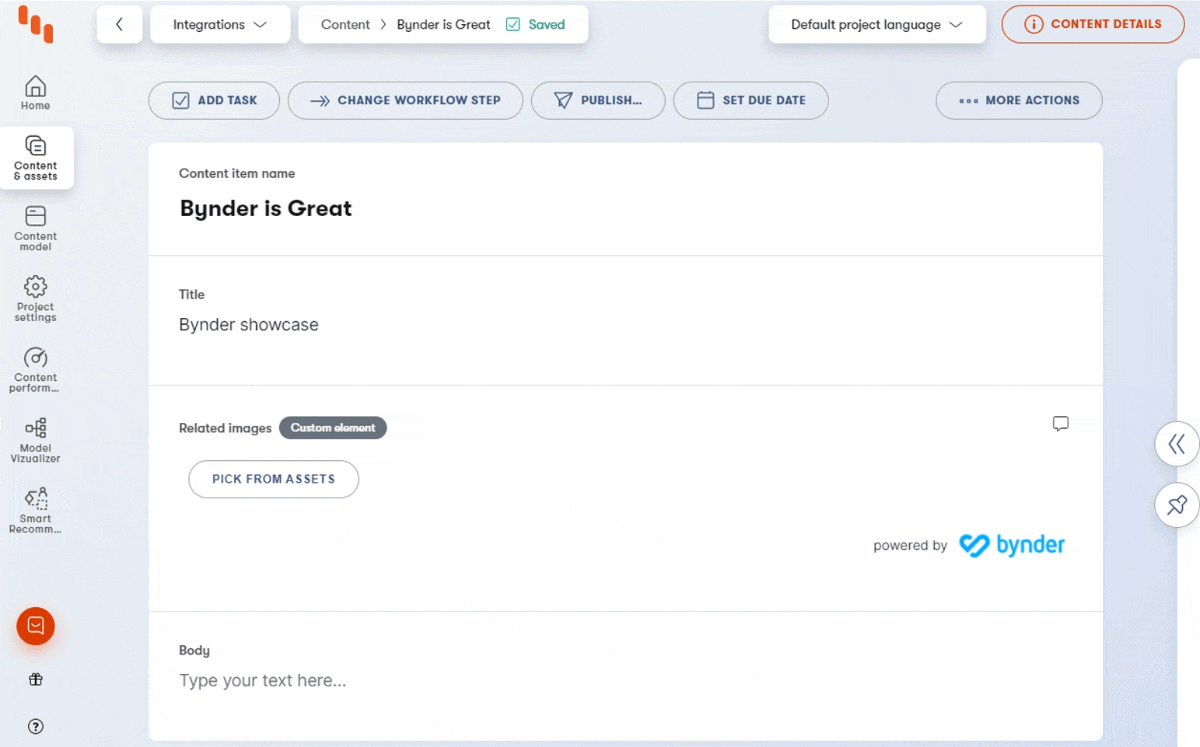 Integrations
Content > Bynder is Great Saved
Default project language
CONTENT DETAILS
Home
Content
& assets
Content
model
Project
settings
Content
perform...
Model
Vizualizer
Smart
Recomm...
ADD TASK
CHANGE WORKFLOW STEP
PUBLISH...
SET DUE DATE
MORE ACTIONS
Content item name
Bynder is Great
Title
Bynder showcase
Related images Custom element
PICK FROM ASSETS
powered by bynder
Body
Type your text here...